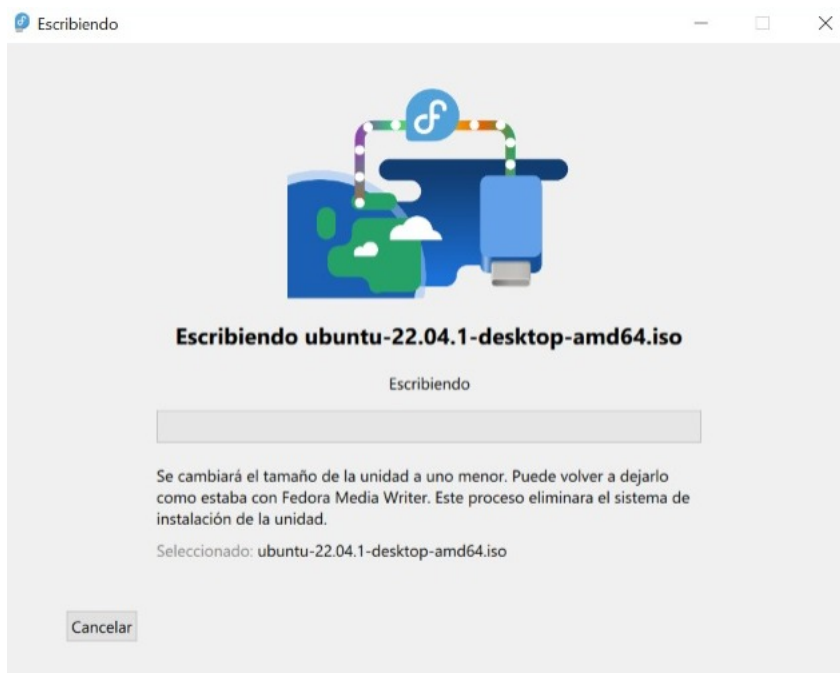 Escribiendo
Escribiendo ubuntu-22.04.1-desktop-amd64.iso
Escribiendo
Se cambiará el tamaño de la unidad a uno menor. Puede volver a dejarlo
como estaba con Fedora Media Writer. Este proceso eliminara el sistema de
instalación de la unidad.
Seleccionado: ubuntu-22.04.1-desktop-amd64.iso
Cancelar